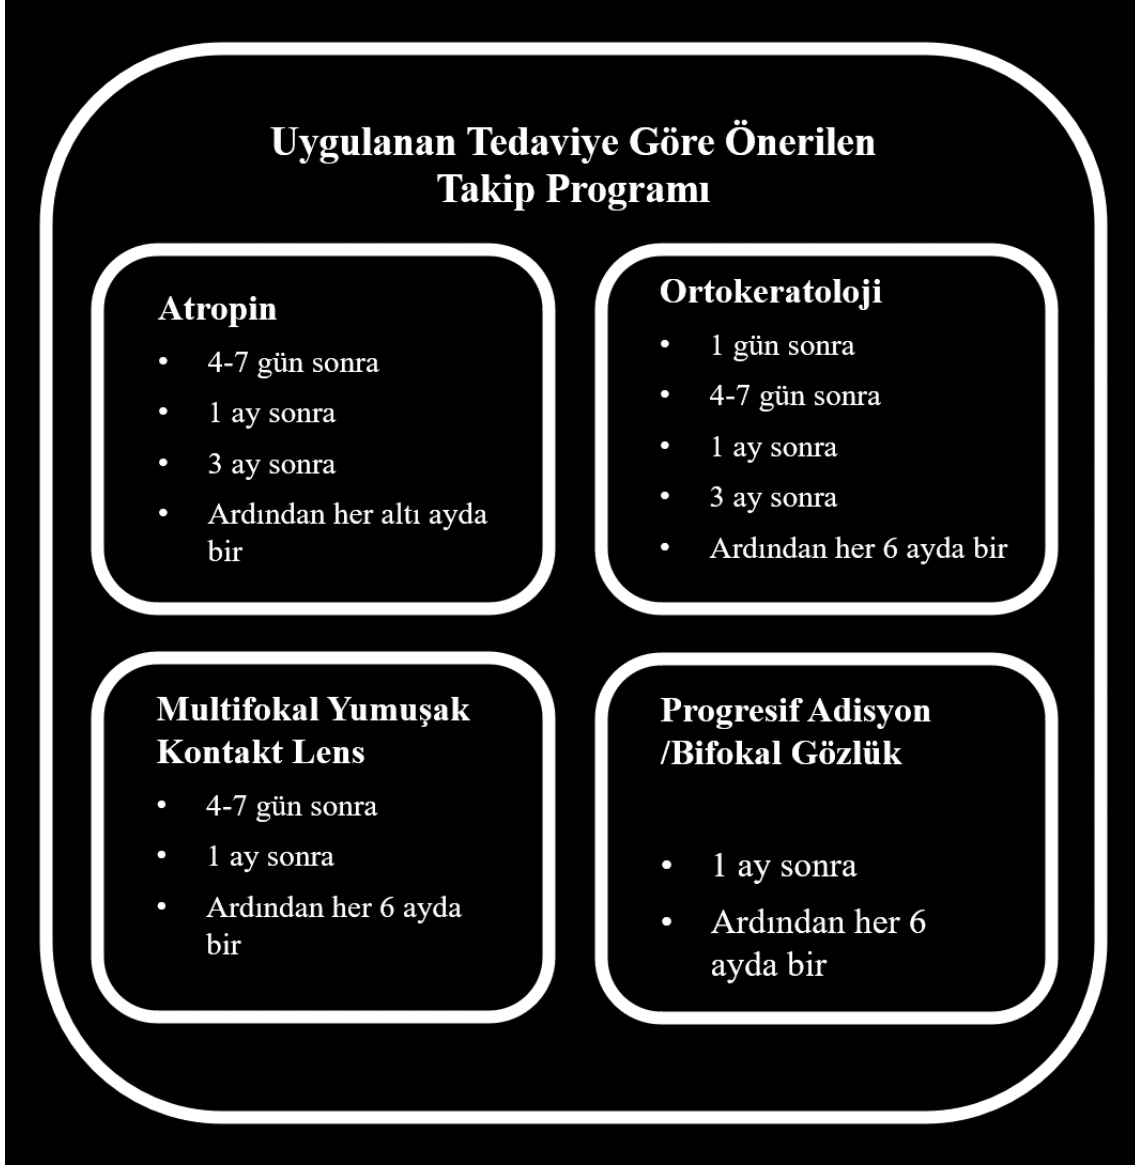 Uygulanan Tedaviye Göre Önerilen
Takip Programı
Atropin
• 4-7 gün sonra
• 1 ay sonra
• 3 ay sonra
• Ardından her altı ayda
bir
Ortokeratoloji
• 1 gün sonra
• 4-7 gün sonra
• 1 ay sonra
• 3 ay sonra
• Ardından her 6 ayda bir
Multifokal Yumuşak
Kontakt Lens
• 4-7 gün sonra
• 1 ay sonra
• Ardından her 6 ayda
bir
Progresif Adisyon
/Bifokal Gözlük
• 1 ay sonra
• Ardından her 6
ayda bir